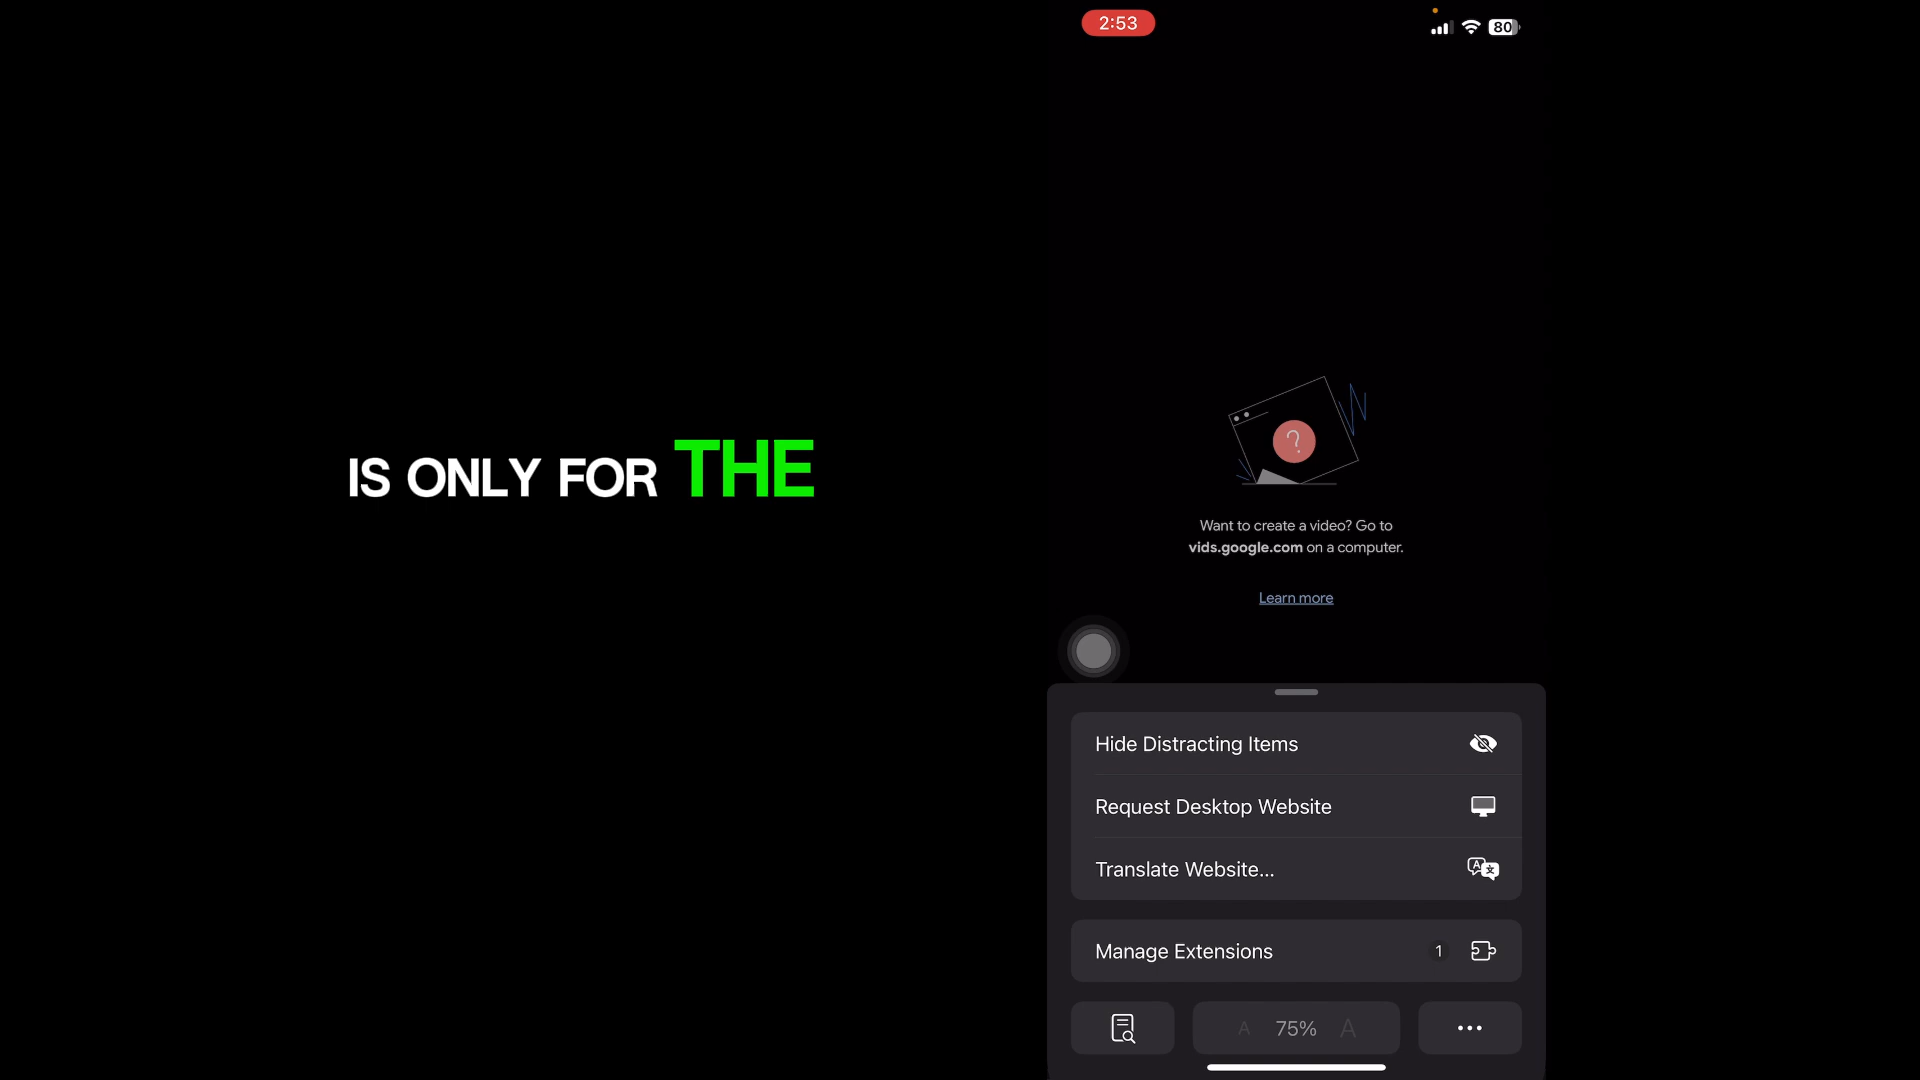 IS ONLY FOR THE
2:53
80
?
Want to create a video? Go to
vids.google.com on a computer.
Learn more
Hide Distracting Items
Request Desktop Website
Translate Website...
Manage Extensions 1
A 75% A